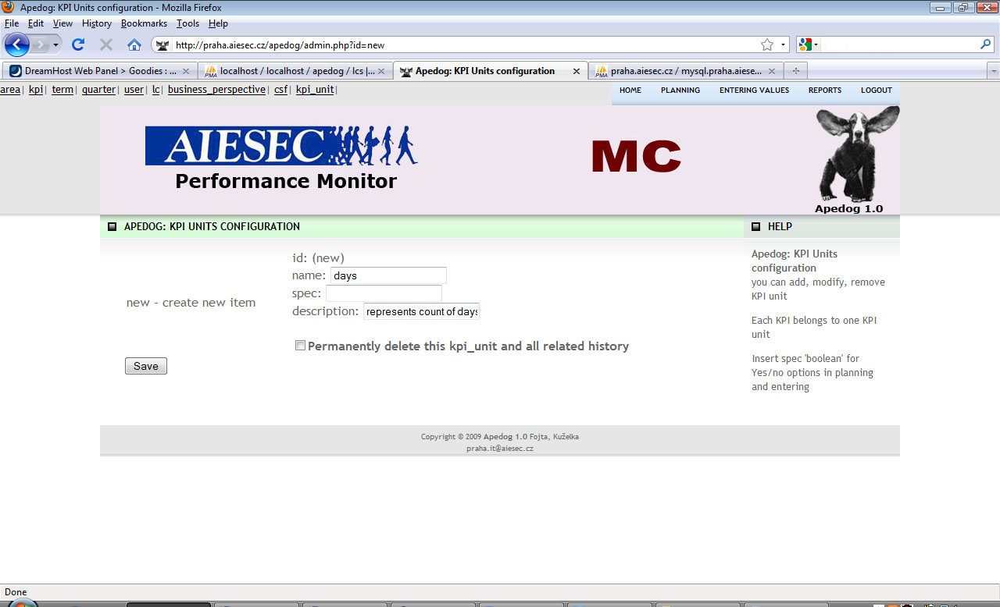 Apedog: KPI Units configuration - Mozilla Firefox
File Edit View History Bookmarks Tools Help
http://praha.aiesec.cz/apedog/admin.php?id=new
DreamHost Web Panel > Goodies : ...
localhost / localhost / apedog / lcs |...
Apedog: KPI Units configuration
praha.aiesec.cz / mysql.praha.aiese...
area| kpi| term| quarter| user| lc| business_perspective| csf| kpi_unit|
HOME PLANNING ENTERING VALUES REPORTS LOGOUT
AIESEC
Performance Monitor
MC
Apedog 1.0
APEDOG: KPI UNITS CONFIGURATION
new - create new item
id: (new)
name: days
spec:
description: represents count of days
Permanently delete this kpi_unit and all related history
Save
HELP
Apedog: KPI Units
configuration
you can add, modify, remove
KPI unit
Each KPI belongs to one KPI
unit
Insert spec 'boolean' for
Yes/no options in planning
and entering
Copyright © 2009 Apedog 1.0 Fojta, Kuželka
praha.it@aiesec.cz
Done